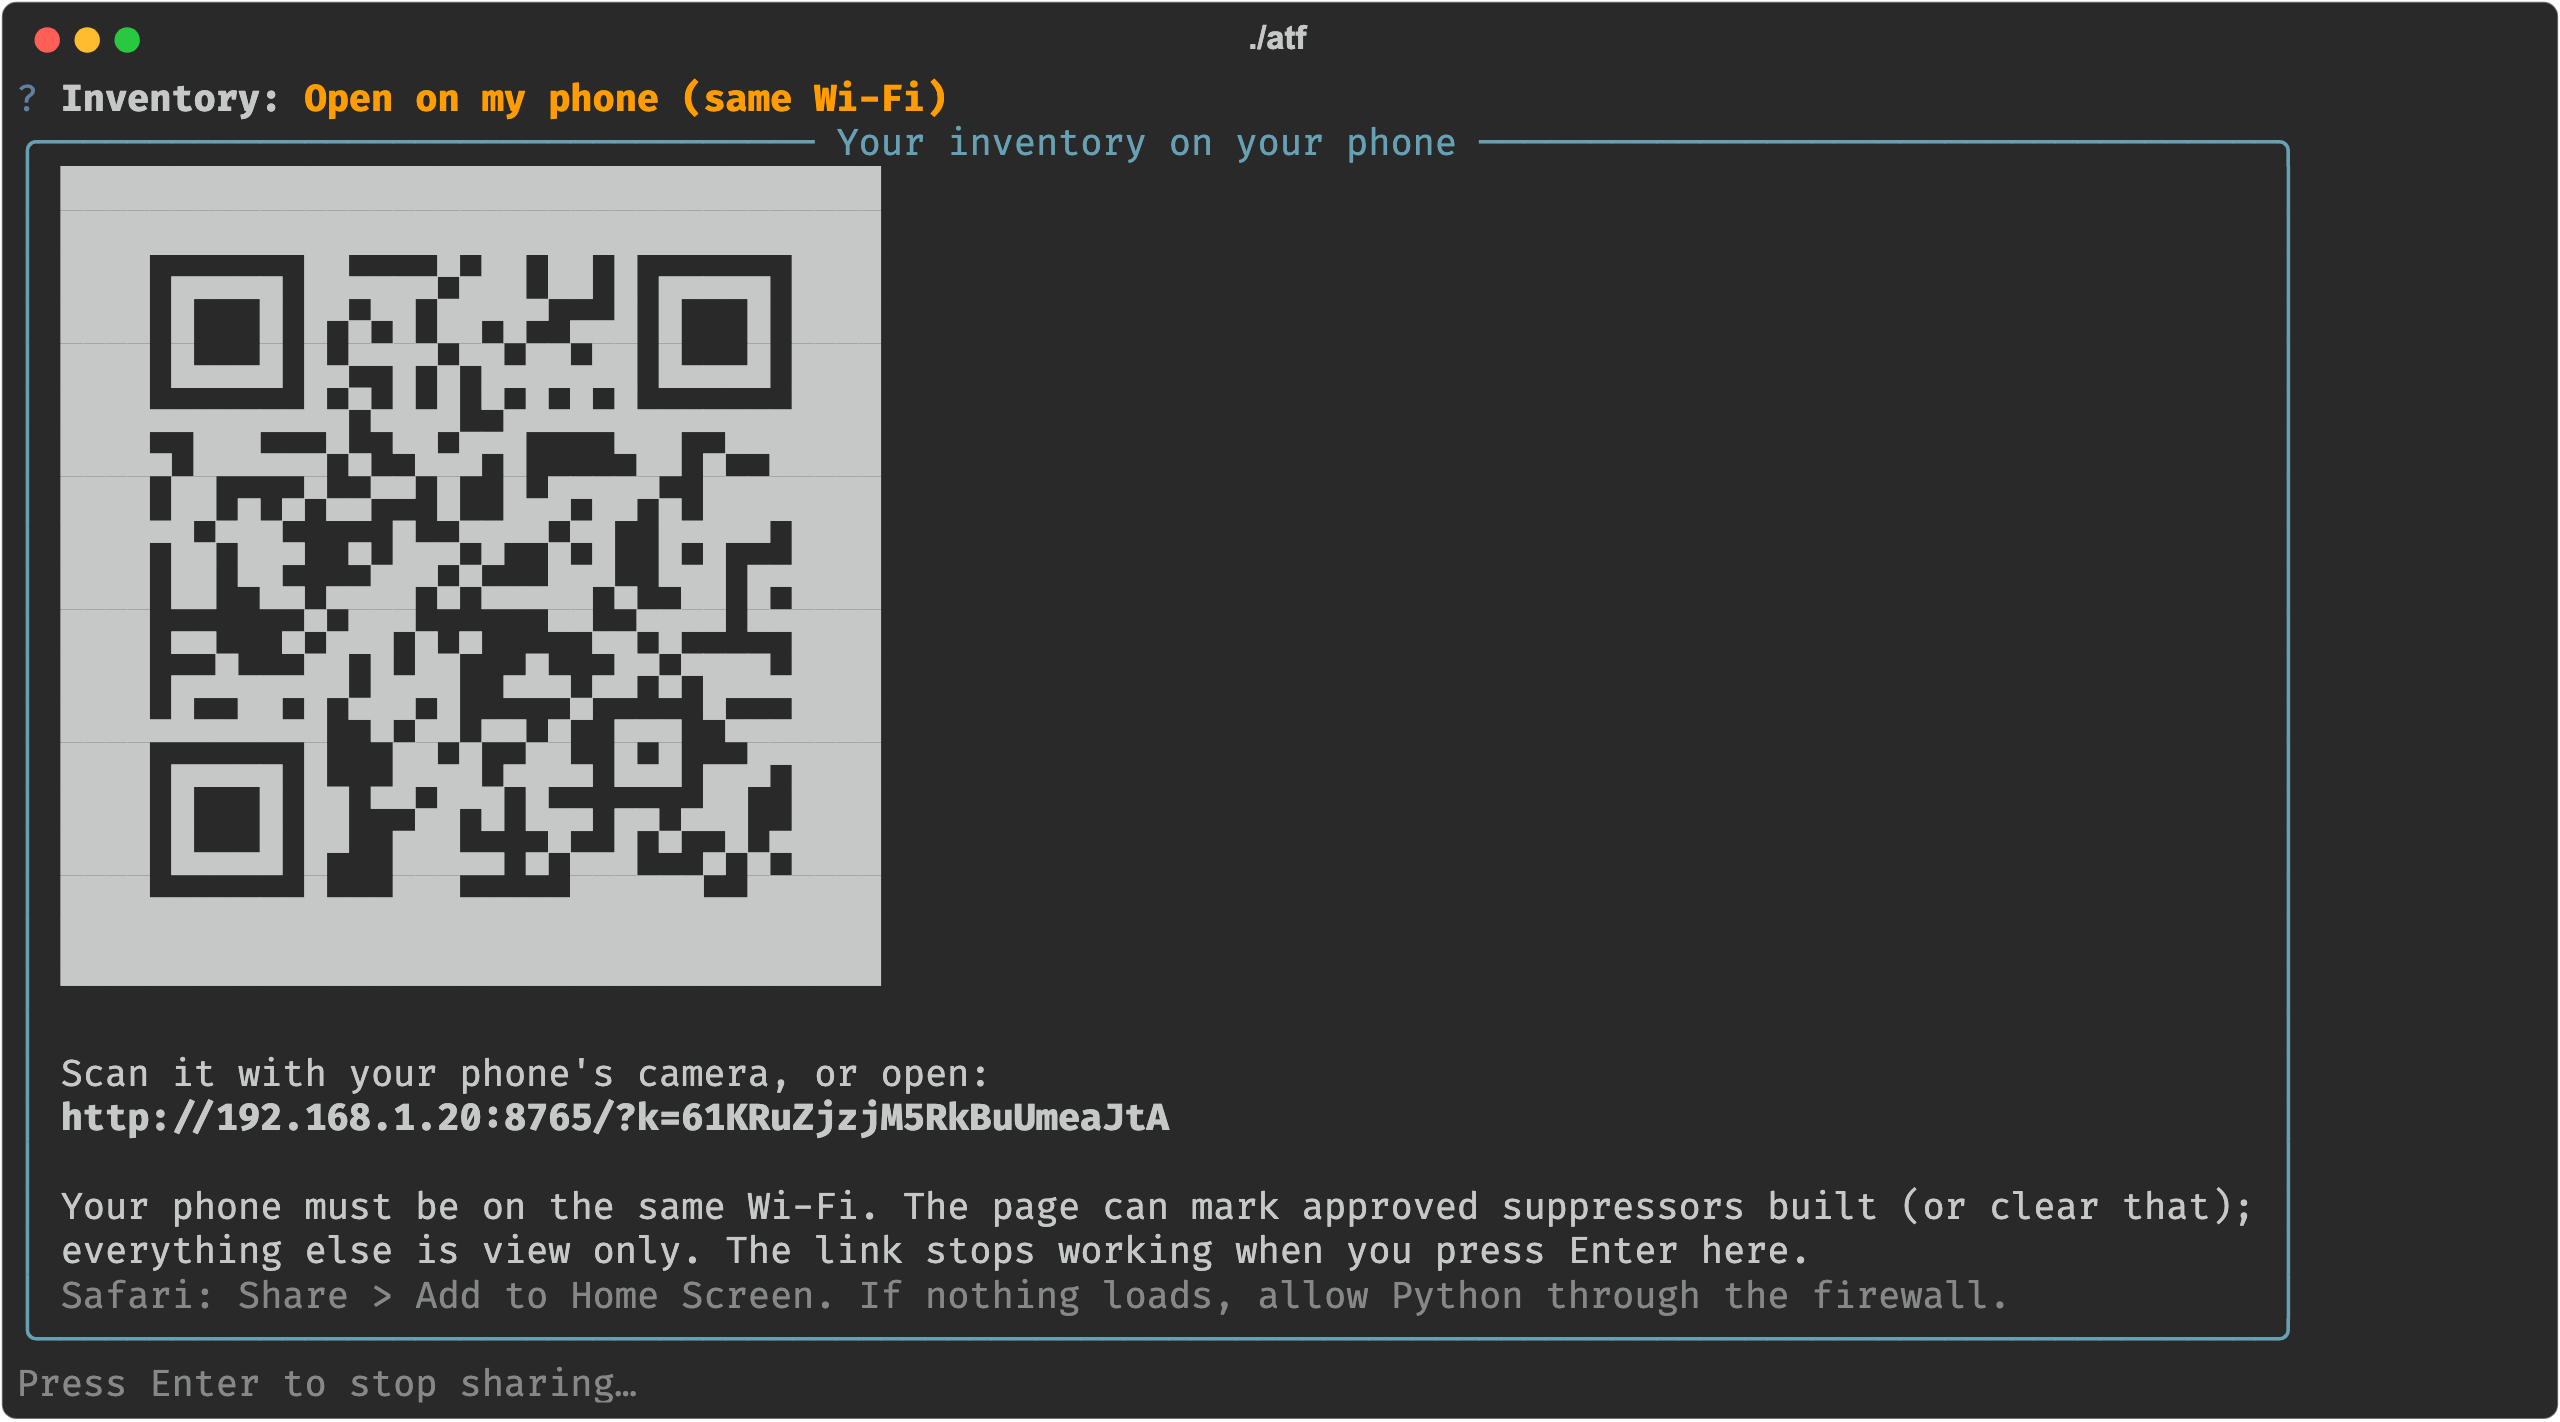 ./atf
? Inventory: Open on my phone (same Wi-Fi)
Your inventory on your phone
Scan it with your phone's camera, or open:
http://192.168.1.20:8765/?k=61KRuZjzjM5RkBuUmeaJtA
Your phone must be on the same Wi-Fi. The page can mark approved suppressors built (or clear that);
everything else is view only. The link stops working when you press Enter here.
Safari: Share > Add to Home Screen. If nothing loads, allow Python through the firewall.
Press Enter to stop sharing…